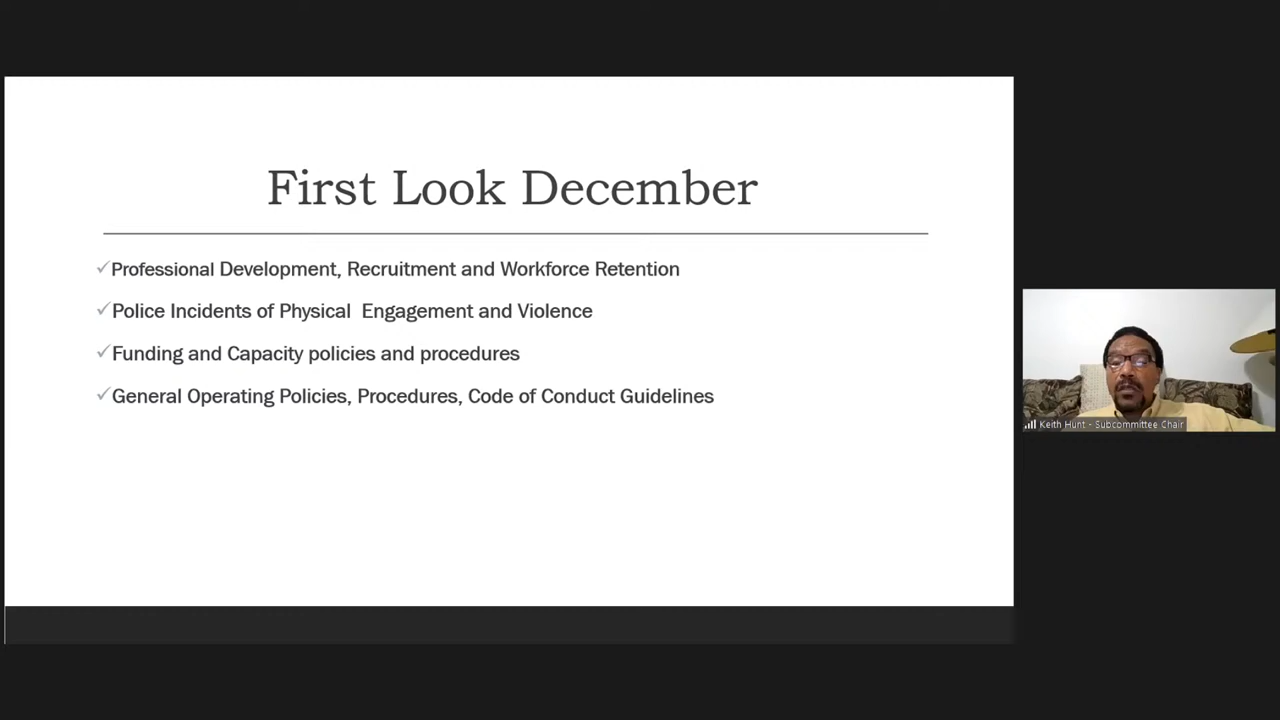 First Look December
✓Professional Development, Recruitment and Workforce Retention
✓Police Incidents of Physical  Engagement and Violence
✓Funding and Capacity policies and procedures
✓General Operating Policies, Procedures, Code of Conduct Guidelines
Keith Hunt - Subcommittee Chair